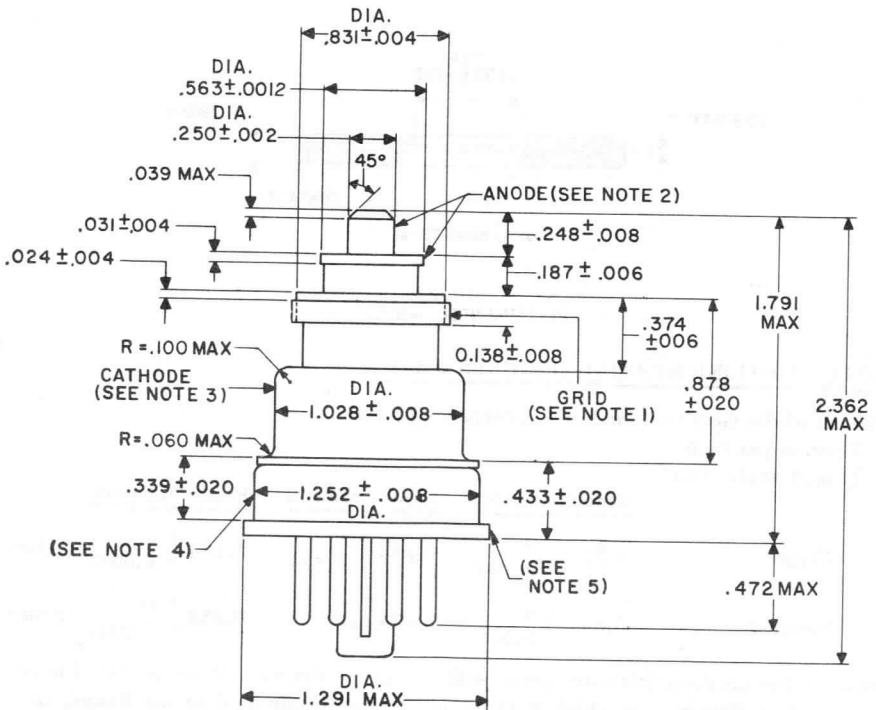 DIA.
.831±.004
DIA.
.563±.0012
DIA.
.250±.002
45°
.039 MAX
ANODE(SEE NOTE 2)
.031±.004
.248±.008
.024±.004
.187±.006
1.791
MAX
.374
±006
R=.100 MAX
0.138±.008
CATHODE
(SEE NOTE 3)
DIA.
1.028±.008
GRID
(SEE NOTE 1)
.878
±020
2.362
MAX
R=.060 MAX
.339±.020
1.252±.008
DIA.
.433±.020
(SEE NOTE 4)
(SEE
NOTE 5)
.472 MAX
DIA.
1.291 MAX